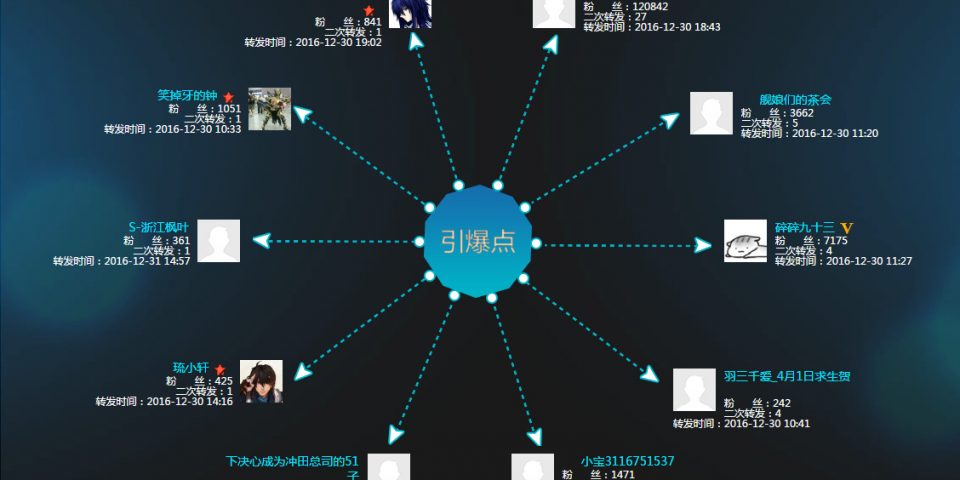 粉 丝：841
二次转发：1
转发时间：2016-12-30 19:02
粉 丝：120842
二次转发：27
转发时间：2016-12-30 18:43
笑掉牙的钟
粉 丝：1051
二次转发：1
转发时间：2016-12-30 10:33
舰娘们的茶会
粉 丝：3662
二次转发：5
转发时间：2016-12-30 11:20
S-浙江枫叶
粉 丝：361
二次转发：1
转发时间：2016-12-31 14:57
引爆点
碎碎九十三 V
粉 丝：7175
二次转发：4
转发时间：2016-12-30 11:27
琉小轩
粉 丝：425
二次转发：1
转发时间：2016-12-30 14:16
羽三千爱_4月1日求生贺
粉 丝：242
二次转发：4
转发时间：2016-12-30 10:41
下决心成为冲田总司的51
子
小宝3116751537
粉 丝：1471